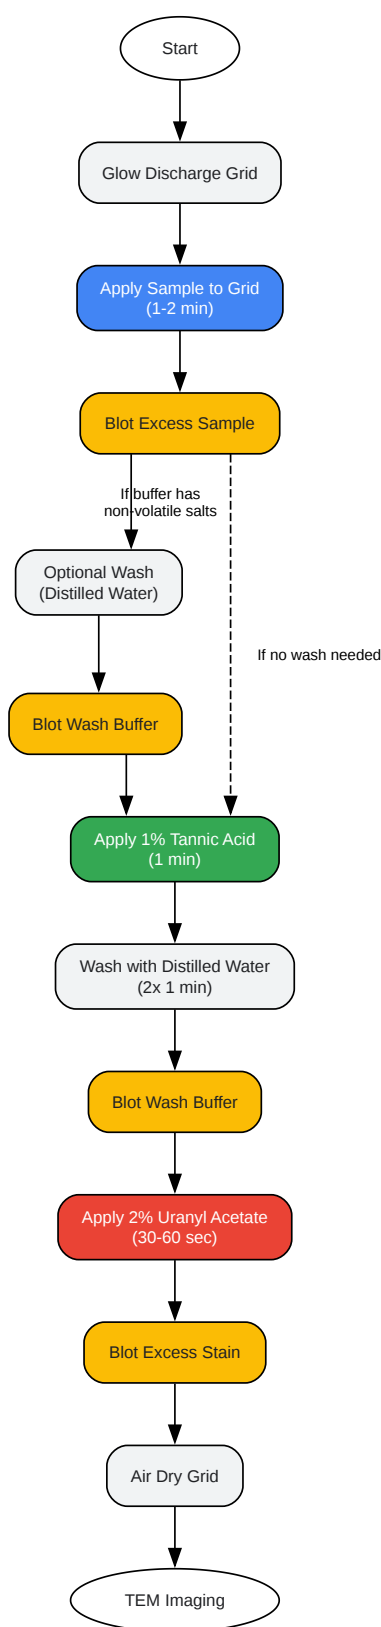 Start
Glow Discharge Grid
Apply Sample to Grid
(1-2 min)
Blot Excess Sample
If buffer has
non-volatile salts
Optional Wash
(Distilled Water)
If no wash needed
Blot Wash Buffer
Apply 1% Tannic Acid
(1 min)
Wash with Distilled Water
(2x 1 min)
Blot Wash Buffer
Apply 2% Uranyl Acetate
(30-60 sec)
Blot Excess Stain
Air Dry Grid
TEM Imaging